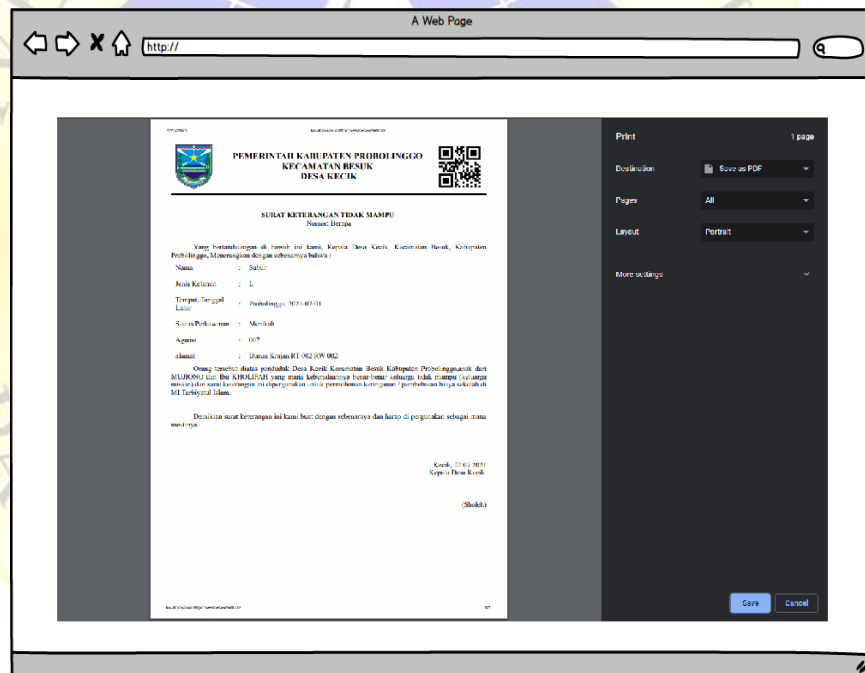 A Web Page
http://
Print 1 page
Destination Save as PDF
Pages All
Layout Portrait
More settings
PEMERINTAH KABUPATEN PROBOLINGGO
KECAMATAN BESUK
DESA KECIK
SURAT KETERANGAN TIDAK MAMPU
Nomor: Berapa
Yang bertandatangan di bawah ini kami, Kepala Desa Kecik, Kecamatan Besuk, Kabupaten
Probolinggo, Menerangkan dengan sebenarnya bahwa :
Nama : Subur
Jenis Kelamin : L
Tempat, Tanggal
Lahir : Probolinggo, 2021-07-01
Status Perkawinan : Menikah
Agama : 002
alamat : Dusun Krajan RT 002 RW 002
Orang tersebut diatas penduduk Desa Kecik Kecamatan Besuk Kabupaten Probolinggo,anak dari
MUJIONO dan Ibu KHOLIFAH yang mana keberadaannya benar-benar keluarga tidak mampu (keluarga
miskin) dan surat keterangan ini dipergunakan untuk permohonan keringanan / pembebasan biaya sekolah di
MI Tarbiyatul Islam.
Demikian surat keterangan ini kami buat dengan sebenarnya dan harap di pergunakan sebagai mana
mestinya.
Kecik, 22 07 2021
Kepala Desa Kecik
(Sholeh)
1/1
Save Cancel